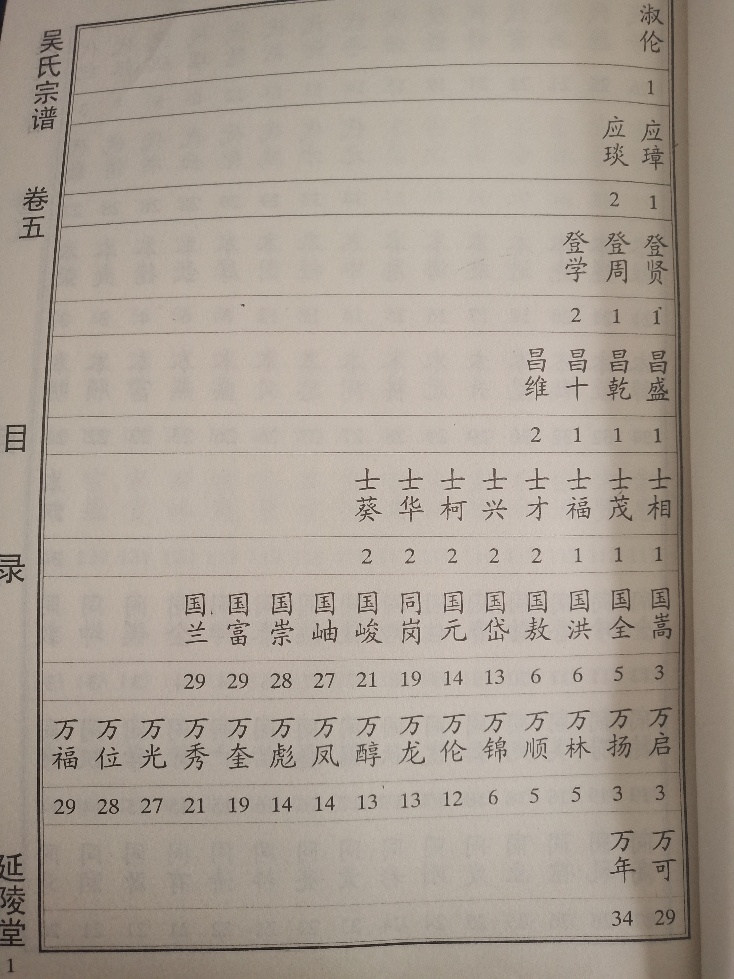 吴氏宗谱
卷五
目录
延陵堂
1
淑伦
1
应璋 应琰
1 2
登贤 登周 登学
1 1 2
昌盛 昌乾 昌十 昌维
1 1 1 2
士相 士茂 士福 士才 士兴 士柯 士华 士葵
1 1 1 2 2 2 2 2
国嵩 国全 国洪 国敖 国岱 国元 同岗 国峻 国岫 国崇 国富 国兰
3 5 6 6 13 14 19 21 27 28 29 29
万启 万扬 万林 万顺 万锦 万伦 万龙 万醇 万凤 万彪 万奎 万秀 万光 万位 万福
3 3 5 5 6 12 13 13 14 14 19 21 27 28 29
万可 万年
29 34